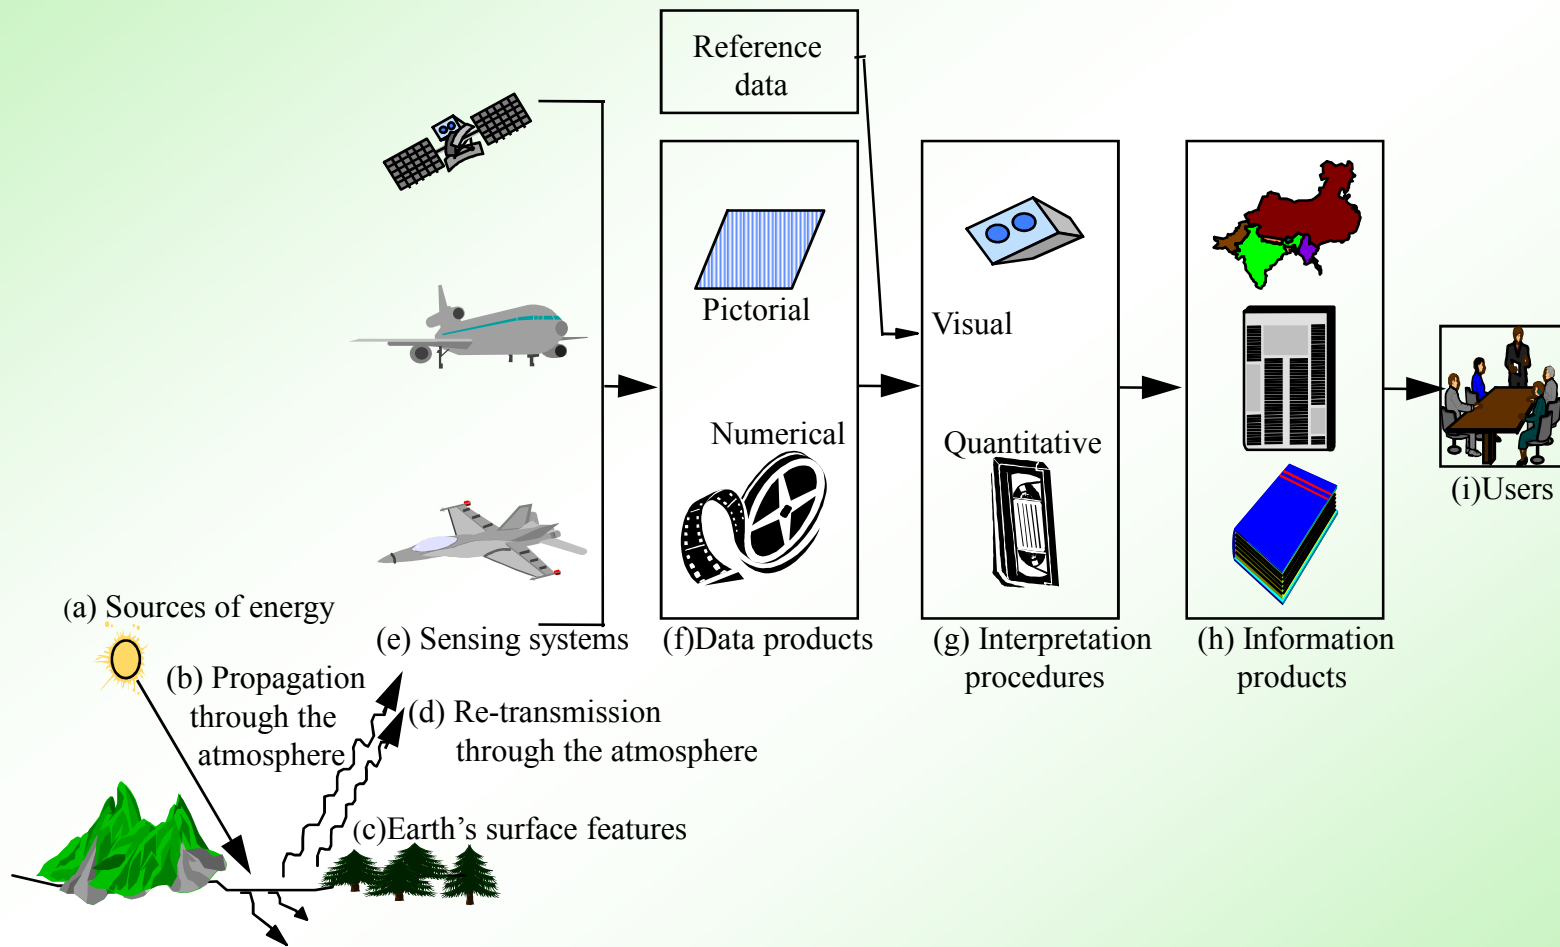 Reference
data
Pictorial
Numerical
Visual
Quantitative
(a) Sources of energy
(b) Propagation
through the
atmosphere
(c)Earth’s surface features
(d) Re-transmission
through the atmosphere
(e) Sensing systems
(f)Data products
(g) Interpretation
procedures
(h) Information
products
(i)Users